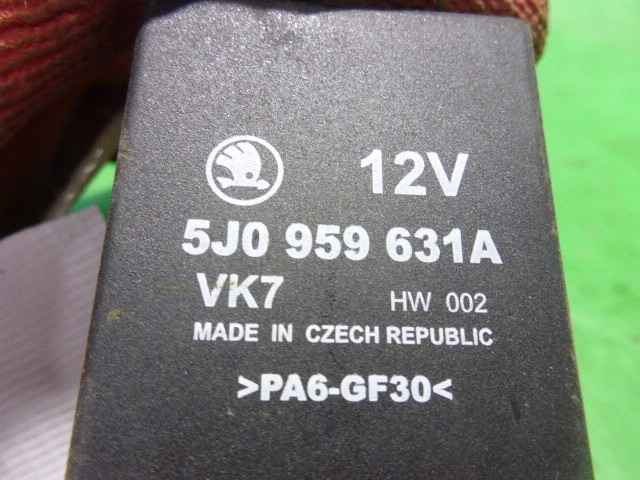 12V
5J0 959 631A
VK7 HW 002
MADE IN CZECH REPUBLIC
>PA6-GF30<